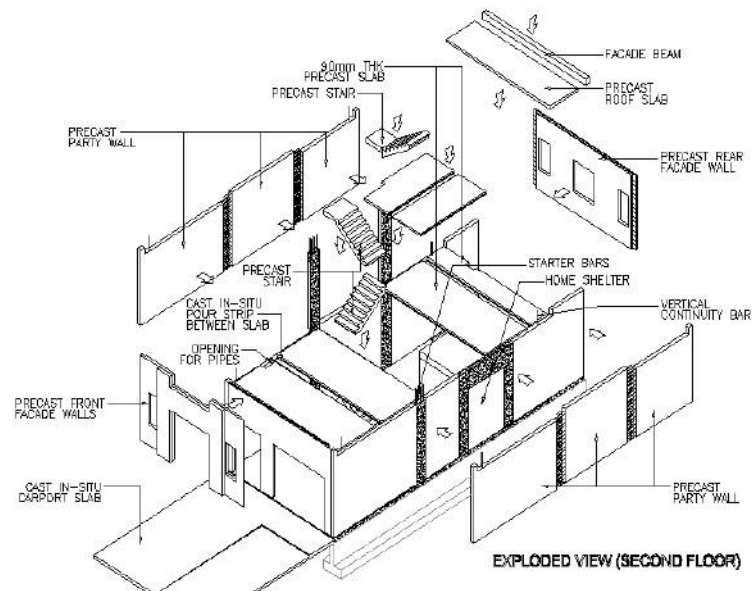 FACADE BEAM
90mm THK
PRECAST SLAB
PRECAST STAIR
PRECAST
ROOF SLAB
PRECAST
PARTY WALL
PRECAST REAR
FACADE WALL
PRECAST
STAIR
STARTER BARS
HOME SHELTER
CAST IN-SITU
POUR STRIP
BETWEEN SLAB
VERTICAL
CONTINUITY BAR
OPENING
FOR PIPES
PRECAST FRONT
FACADE WALLS
CAST IN-SITU
CARPORT SLAB
PRECAST
PARTY WALL
EXPLODED VIEW (SECOND FLOOR)